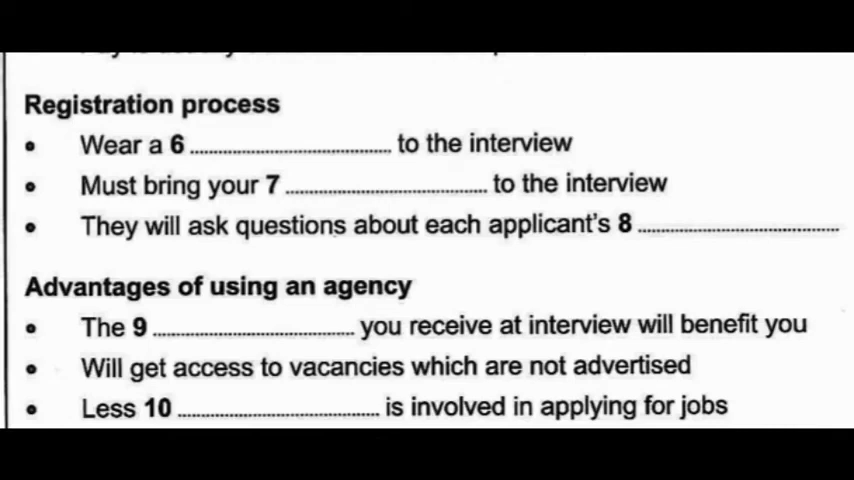 Registration process
• Wear a 6 .................................... to the interview
• Must bring your 7 .................................... to the interview
• They will ask questions about each applicant's 8 ....................................
Advantages of using an agency
• The 9 .................................... you receive at interview will benefit you
• Will get access to vacancies which are not advertised
• Less 10 .................................... is involved in applying for jobs